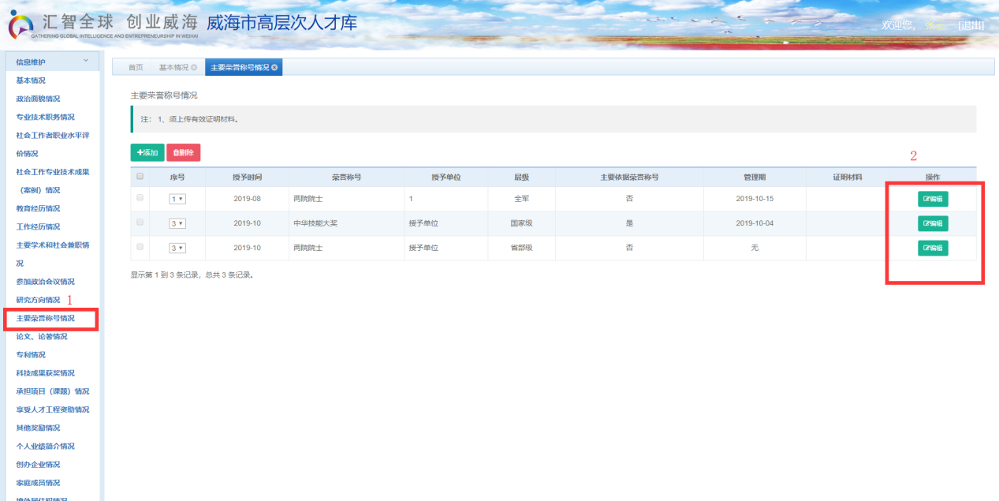 汇智全球 创业威海 威海市高层次人才库
GATHERING GLOBAL INTELLIGENCE AND ENTREPRENEURSHIP IN WEIHAI
欢迎您, 张 [退出]
信息维护
基本情况
政治面貌情况
专业技术职务情况
社会工作者职业水平评
价情况
社会工作专业技术成果
（案例）情况
教育经历情况
工作经历情况
主要学术和社会兼职情
况
参加政治会议情况
研究方向情况 1
主要荣誉称号情况
论文、论著情况
专利情况
科技成果获奖情况
承担项目（课题）情况
享受人才工程资助情况
其他奖励情况
个人业绩简介情况
创办企业情况
家庭成员情况
境外居住权情况
首页 基本情况 主要荣誉称号情况
主要荣誉称号情况
注： 1、须上传有效证明材料。
添加 删除
2
序号 授予时间 荣誉称号 授予单位 层级 主要依据荣誉称号 管理期 证明材料 操作
1 2019-08 两院院士 1 全军 否 2019-10-15 编辑
3 2019-10 中华技能大奖 授予单位 国家级 是 2019-10-04 编辑
3 2019-10 两院院士 授予单位 省部级 否 无 编辑
显示第 1 到 3 条记录，总共 3 条记录。